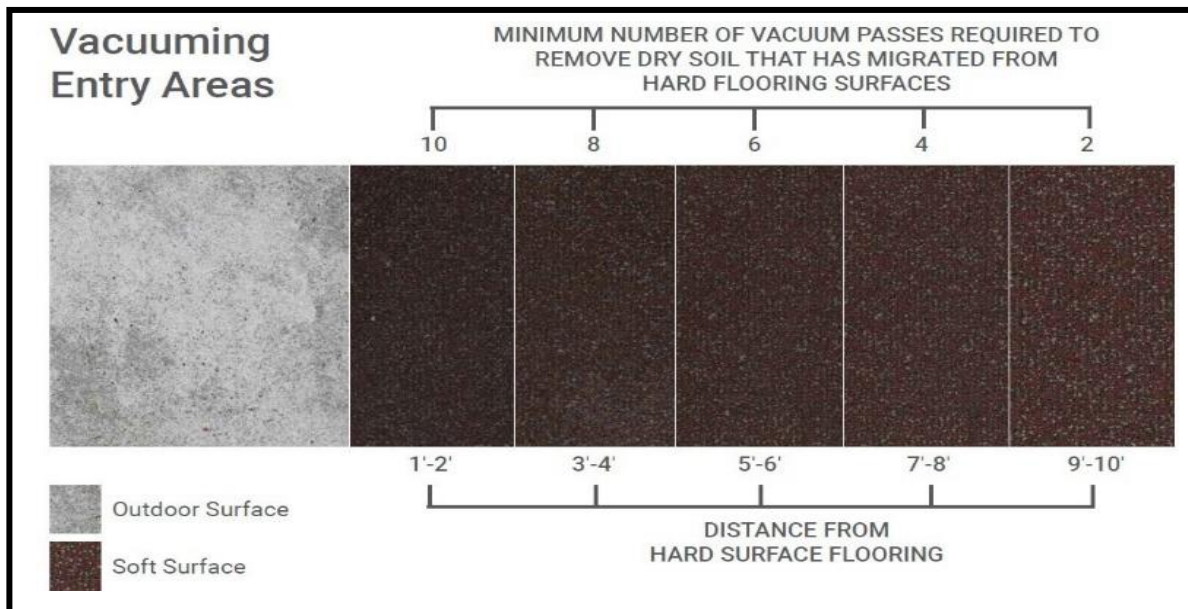 Vacuuming
Entry Areas
MINIMUM NUMBER OF VACUUM PASSES REQUIRED TO
REMOVE DRY SOIL THAT HAS MIGRATED FROM
HARD FLOORING SURFACES
10 8 6 4 2
1'-2' 3'-4' 5'-6' 7'-8' 9'-10'
Outdoor Surface
Soft Surface
DISTANCE FROM
HARD SURFACE FLOORING